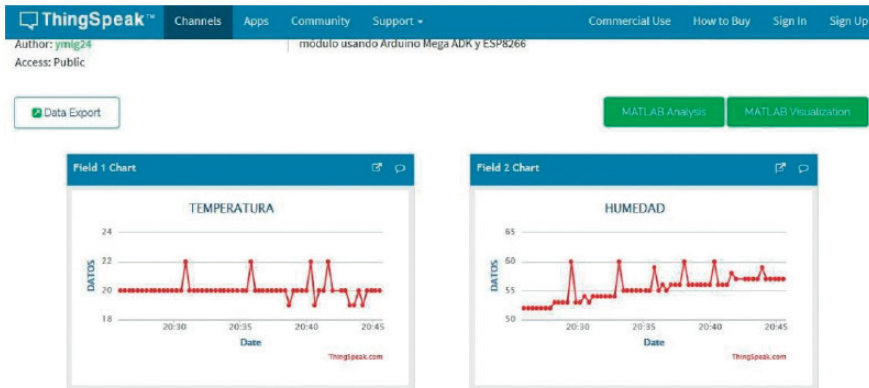 ThingSpeak™ Channels Apps Community Support Commercial Use How to Buy Sign In Sign Up
Author: ymlg24
módulo usando Arduino Mega ADK y ESP8266
Access: Public
Data Export
MATLAB Analysis
MATLAB Visualization
Field 1 Chart
TEMPERATURA
DATOS
24
22
20
18
20:30 20:35 20:40 20:45
Date
ThingSpeak.com
Field 2 Chart
HUMEDAD
DATOS
65
60
55
50
20:30 20:35 20:40 20:45
Date
ThingSpeak.com